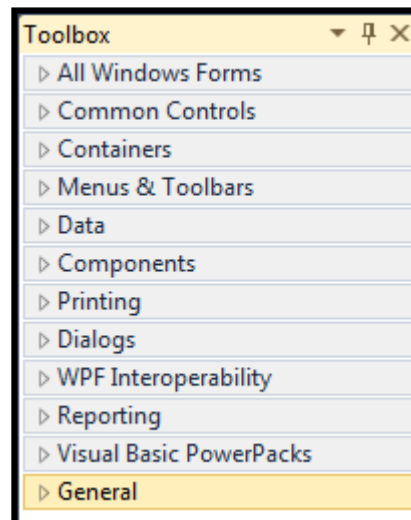 Toolbox
All Windows Forms
Common Controls
Containers
Menus & Toolbars
Data
Components
Printing
Dialogs
WPF Interoperability
Reporting
Visual Basic PowerPacks
General